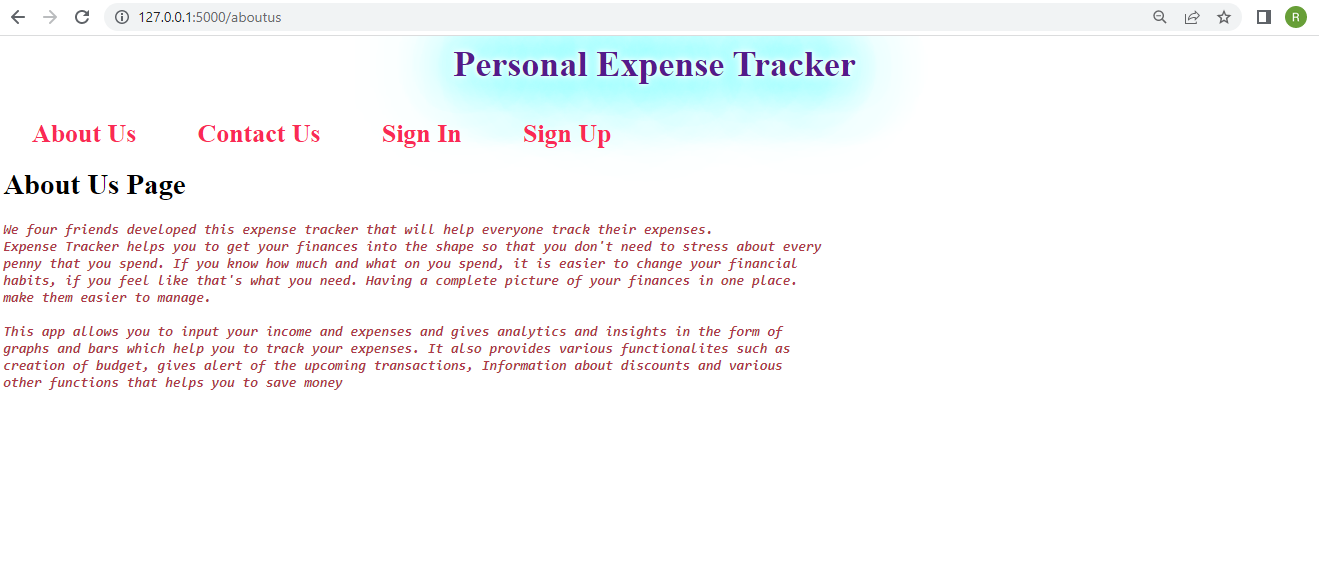 127.0.0.1:5000/aboutus
R
Personal Expense Tracker
About Us Contact Us Sign In Sign Up
About Us Page
We four friends developed this expense tracker that will help everyone track their expenses.
Expense Tracker helps you to get your finances into the shape so that you don't need to stress about every
penny that you spend. If you know how much and what on you spend, it is easier to change your financial
habits, if you feel like that's what you need. Having a complete picture of your finances in one place.
make them easier to manage.
This app allows you to input your income and expenses and gives analytics and insights in the form of
graphs and bars which help you to track your expenses. It also provides various functionalites such as
creation of budget, gives alert of the upcoming transactions, Information about discounts and various
other functions that helps you to save money